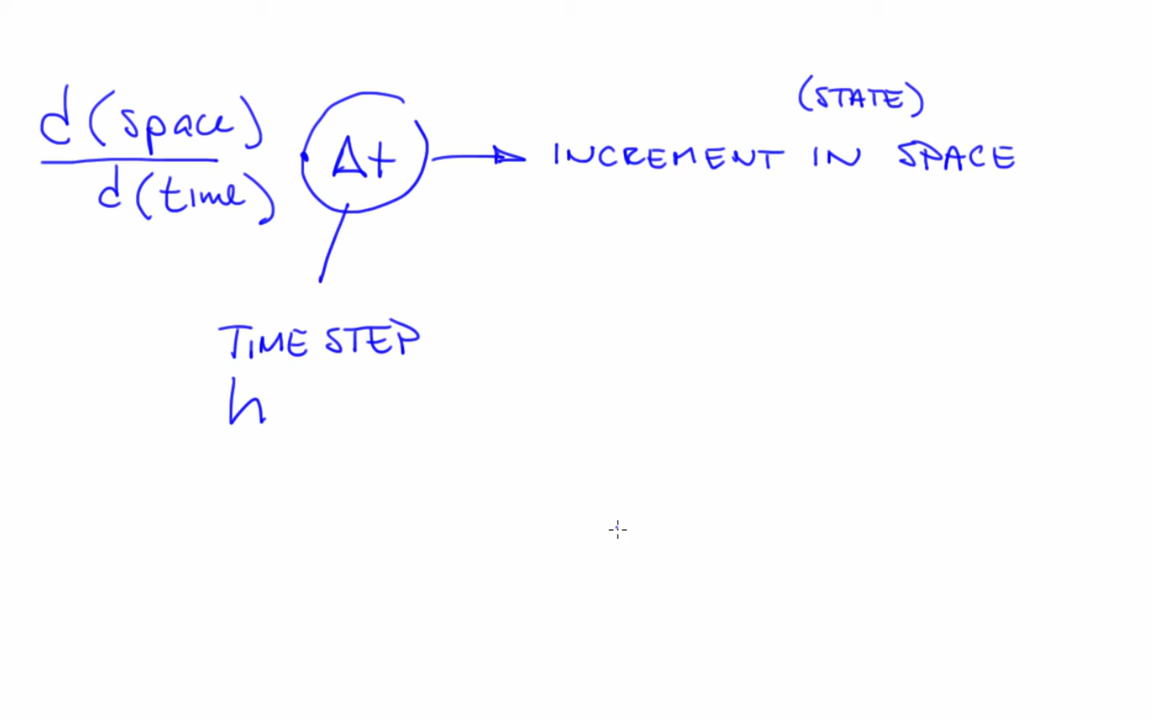 (STATE)
d(space)
d(time)
Δt
INCREMENT IN SPACE
TIME STEP
h